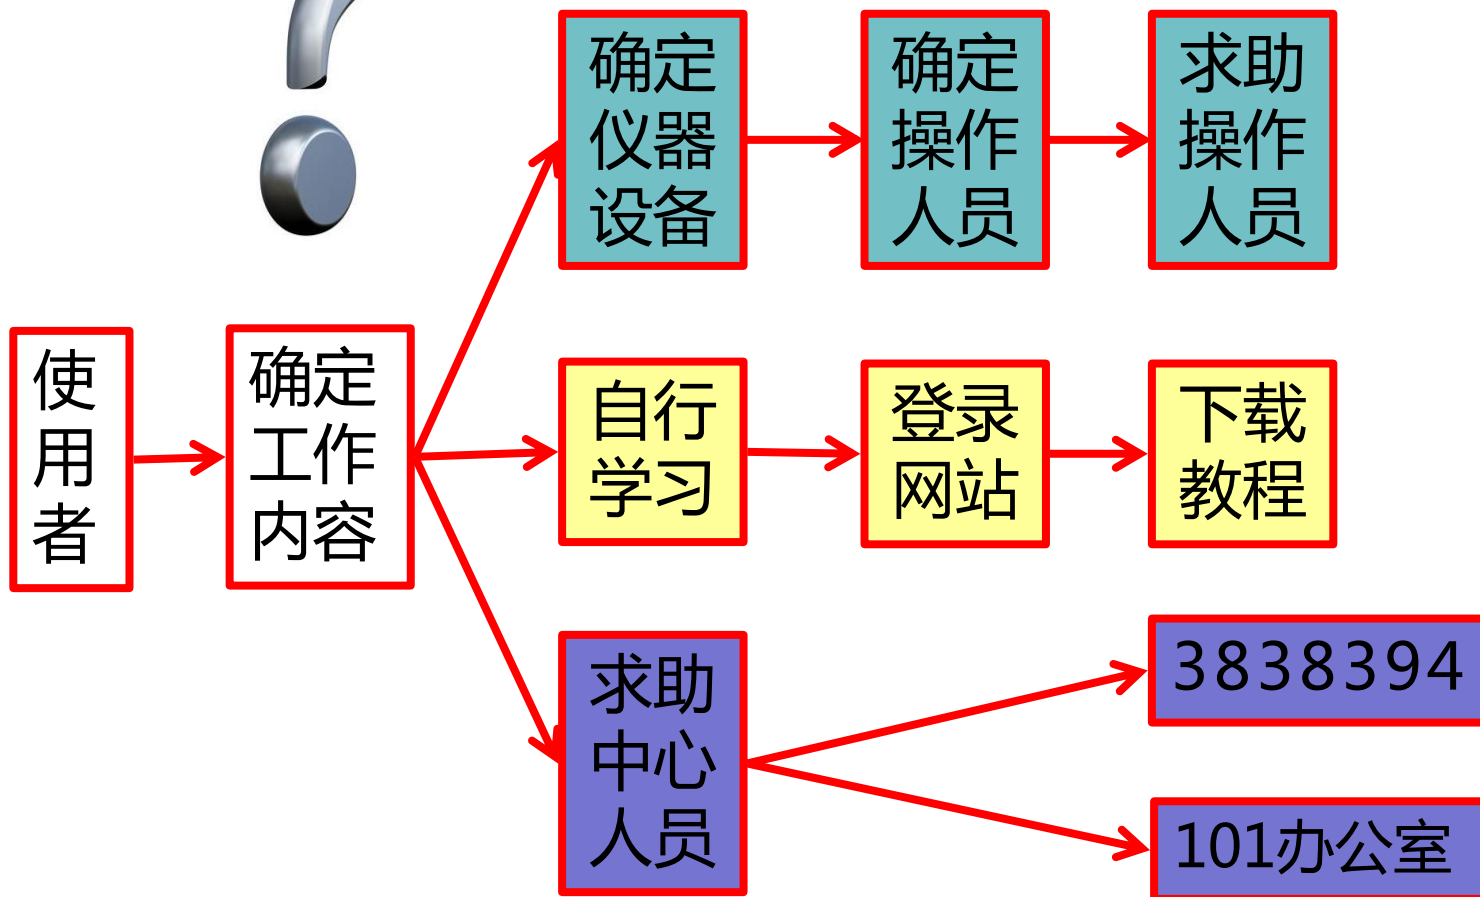 确定
仪器
设备
确定
操作
人员
求助
操作
人员
使
用
者
确定
工作
内容
自行
学习
登录
网站
下载
教程
求助
中心
人员
3838394
101办公室